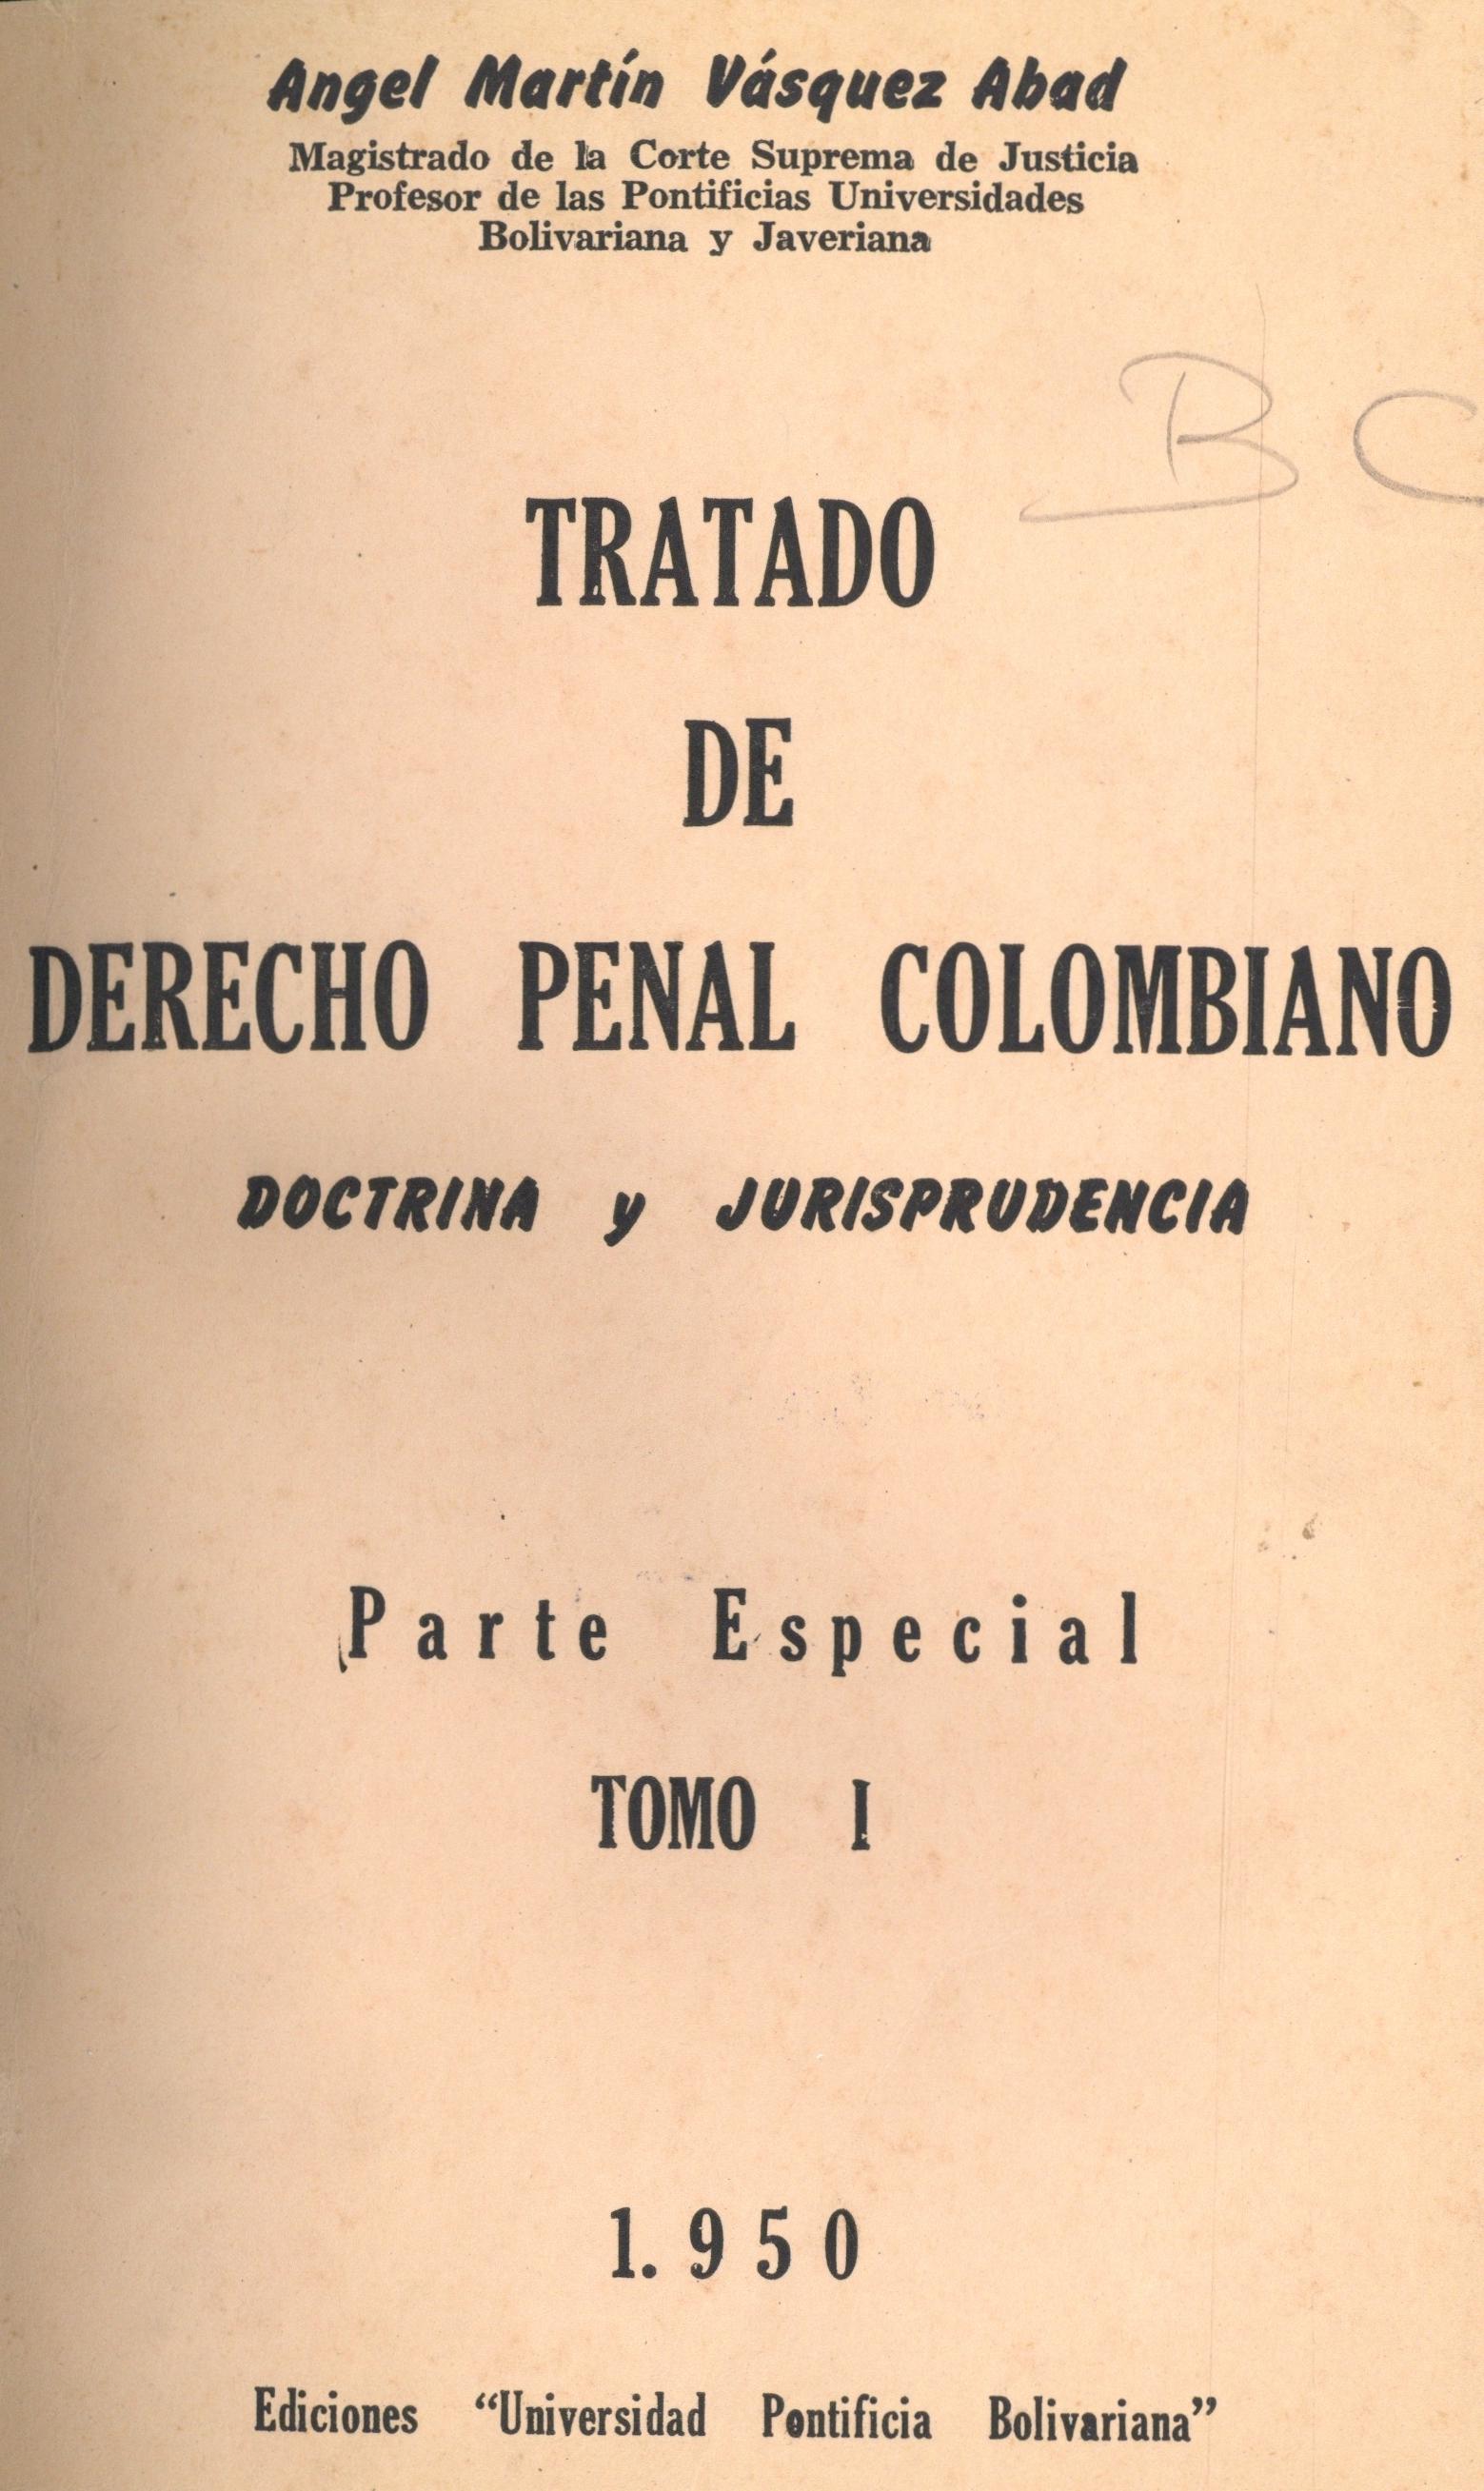 Angel Martín Vásquez Abad
Magistrado de la Corte Suprema de Justicia
Profesor de las Pontificias Universidades
Bolivariana y Javeriana
B C
TRATADO
DE
DERECHO PENAL COLOMBIANO
DOCTRINA y JURISPRUDENCIA
Parte Especial
TOMO I
1.950
Ediciones “Universidad Pontificia Bolivariana”